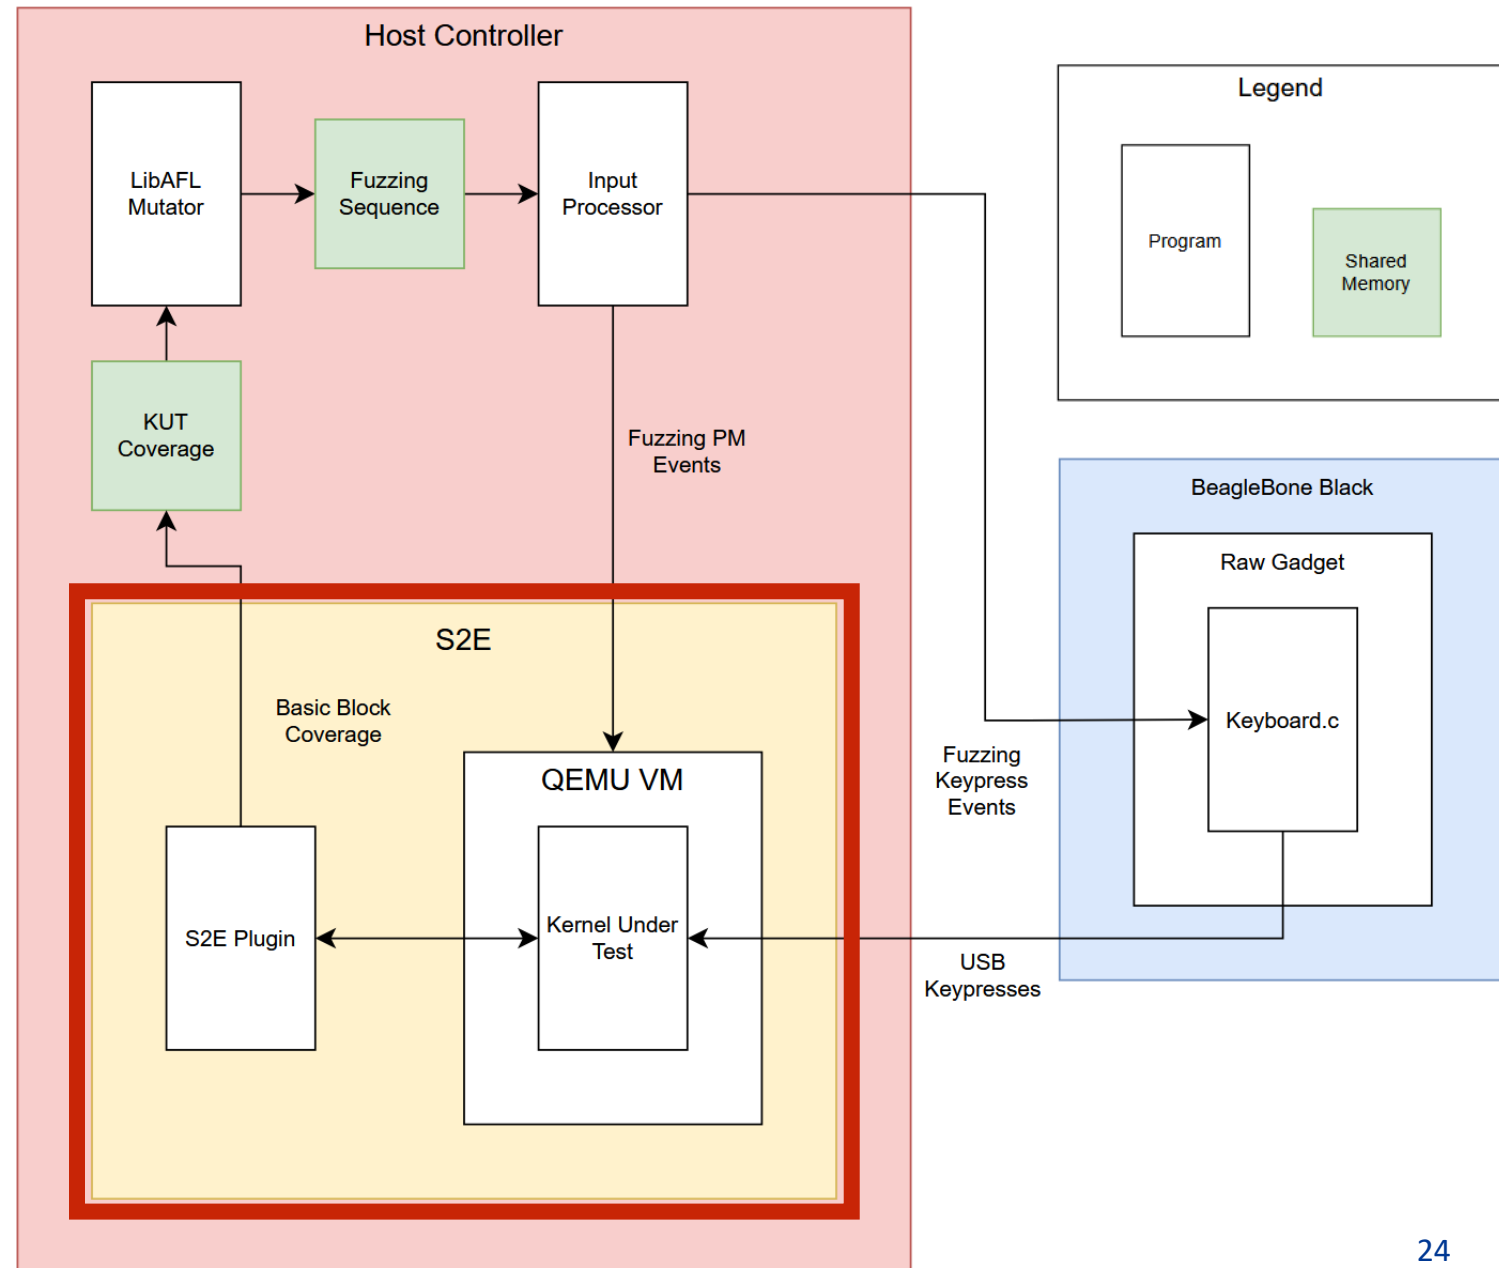 Host Controller
LibAFL
Mutator
Fuzzing
Sequence
Input
Processor
KUT
Coverage
Fuzzing PM
Events
S2E
Basic Block
Coverage
QEMU VM
S2E Plugin
Kernel Under
Test
Legend
Program
Shared
Memory
BeagleBone Black
Raw Gadget
Keyboard.c
Fuzzing
Keypress
Events
USB
Keypresses
24